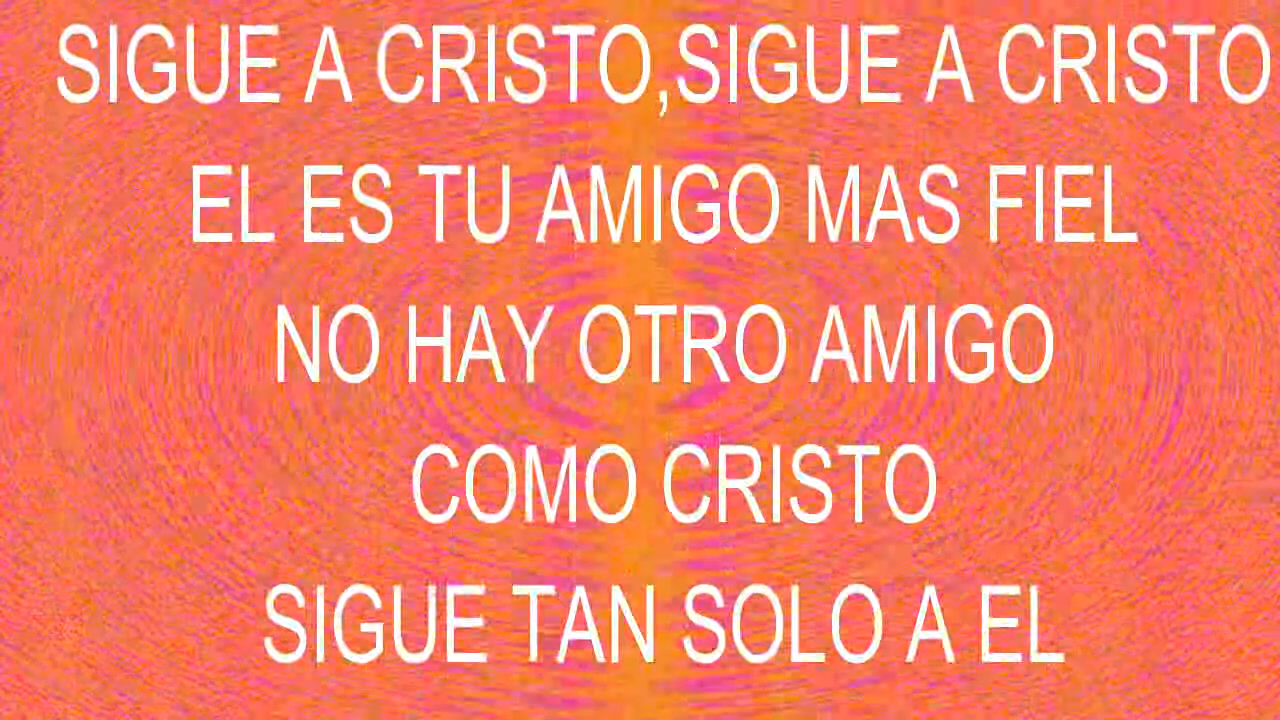 SIGUE A CRISTO,SIGUE A CRISTO
EL ES TU AMIGO MAS FIEL
NO HAY OTRO AMIGO
COMO CRISTO
SIGUE TAN SOLO A EL